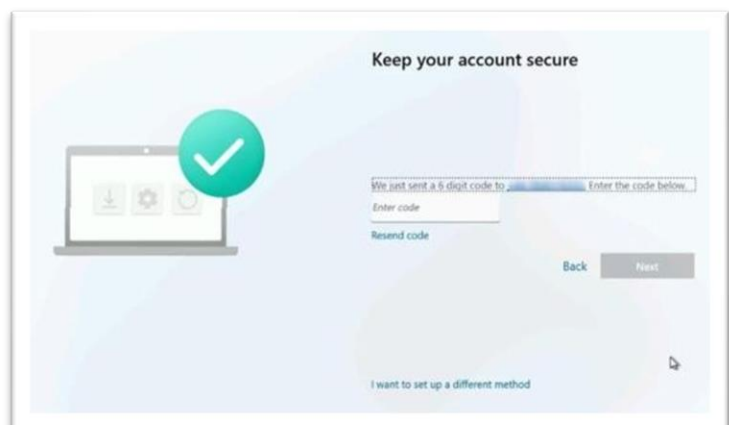 Keep your account secure
We just sent a 6 digit code to Enter the code below.
Enter code
Resend code
Back Next
I want to set up a different method